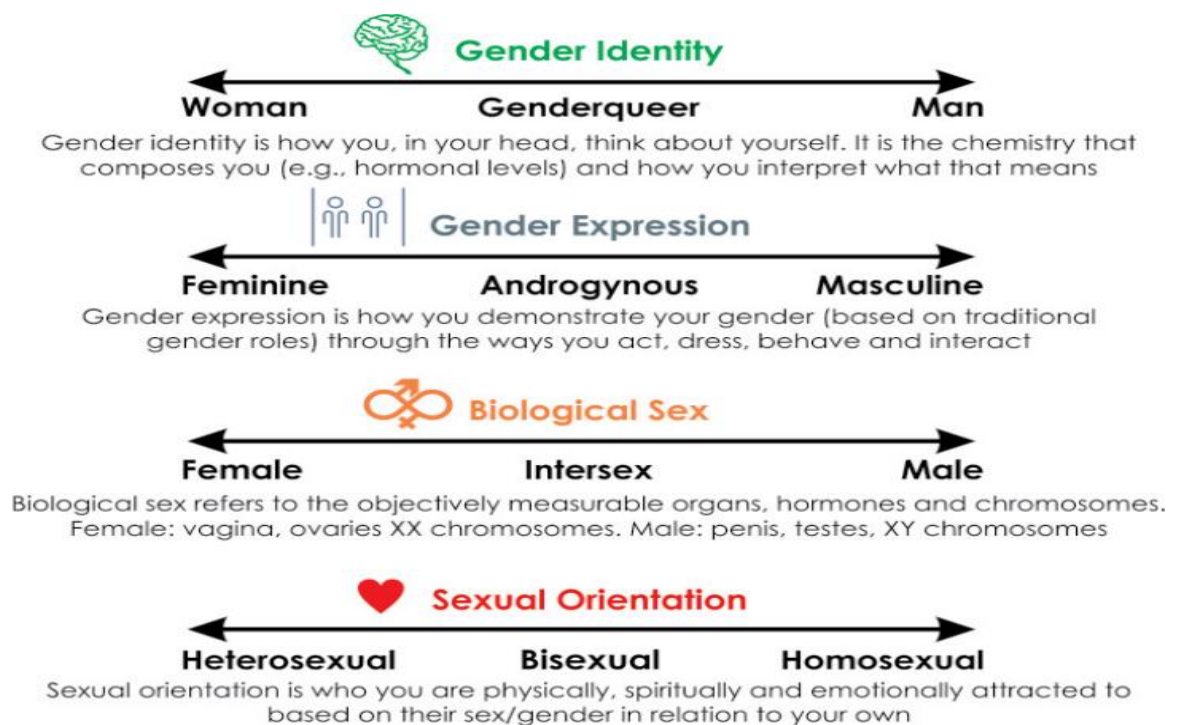 Gender Identity
Woman Genderqueer Man
Gender identity is how you, in your head, think about yourself. It is the chemistry that
composes you (e.g., hormonal levels) and how you interpret what that means
Gender Expression
Feminine Androgynous Masculine
Gender expression is how you demonstrate your gender (based on traditional
gender roles) through the ways you act, dress, behave and interact
Biological Sex
Female Intersex Male
Biological sex refers to the objectively measurable organs, hormones and chromosomes.
Female: vagina, ovaries XX chromosomes. Male: penis, testes, XY chromosomes
Sexual Orientation
Heterosexual Bisexual Homosexual
Sexual orientation is who you are physically, spiritually and emotionally attracted to
based on their sex/gender in relation to your own